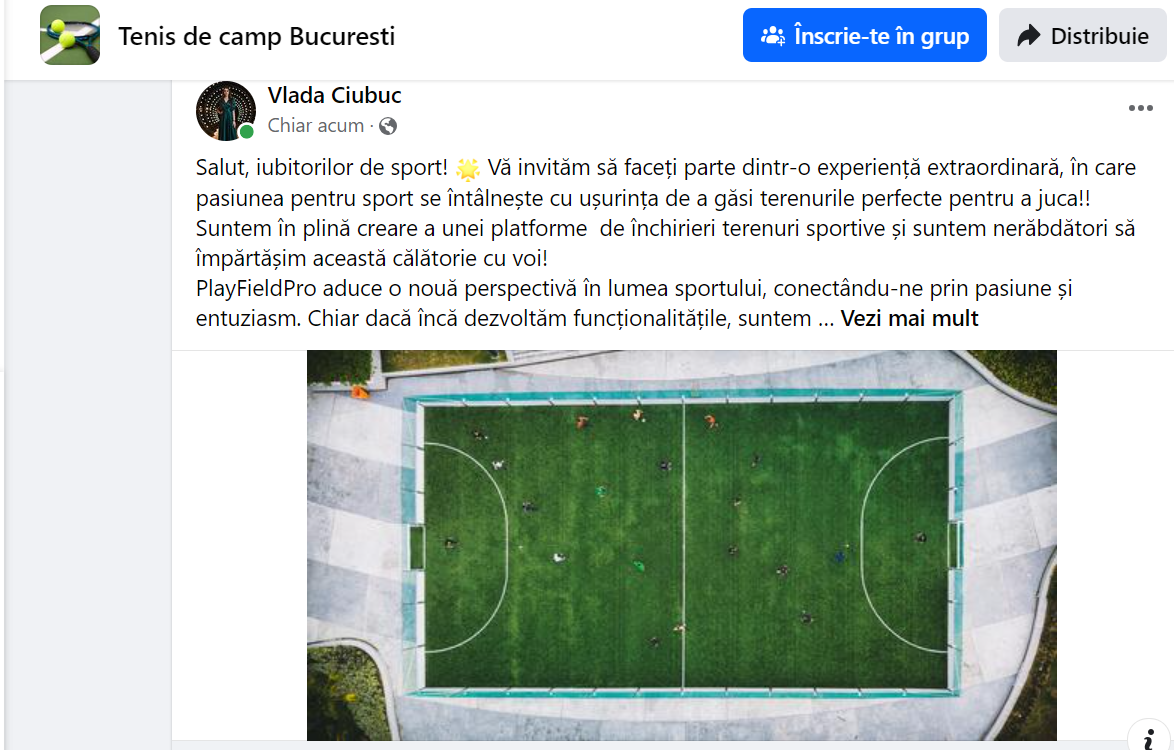 Tenis de camp Bucuresti
Înscrie-te în grup
Distribuie
Vlada Ciubuc
Chiar acum ·
Salut, iubitorilor de sport! 🌟 Vă invităm să faceți parte dintr-o experiență extraordinară, în care
pasiunea pentru sport se întâlnește cu ușurința de a găsi terenurile perfecte pentru a juca!!
Suntem în plină creare a unei platforme  de închirieri terenuri sportive și suntem nerăbdători să
împărtășim această călătorie cu voi!
PlayFieldPro aduce o nouă perspectivă în lumea sportului, conectându-ne prin pasiune și
entuziasm. Chiar dacă încă dezvoltăm funcționalitățile, suntem ... Vezi mai mult